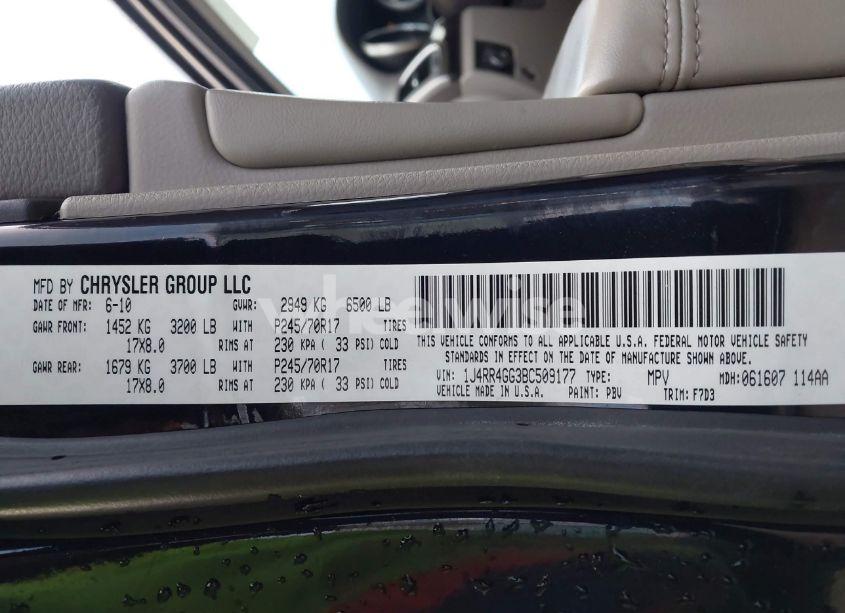 MFD BY CHRYSLER GROUP LLC
DATE OF MFR: 6-10 GVWR: 2949 KG 6500 LB
GAWR FRONT: 1452 KG 3200 LB WITH P245/70R17 TIRES
17X8.0 RIMS AT 230 KPA ( 33 PSI) COLD
GAWR REAR: 1679 KG 3700 LB WITH P245/70R17 TIRES
17X8.0 RIMS AT 230 KPA ( 33 PSI) COLD
THIS VEHICLE CONFORMS TO ALL APPLICABLE U.S.A. FEDERAL MOTOR VEHICLE SAFETY
STANDARDS IN EFFECT ON THE DATE OF MANUFACTURE SHOWN ABOVE.
VIN: 1J4RR4GG3BC509177 TYPE: MPV MDH: 061607 114AA
VEHICLE MADE IN U.S.A. PAINT: PBV TRIM: F7D3
wheelwise